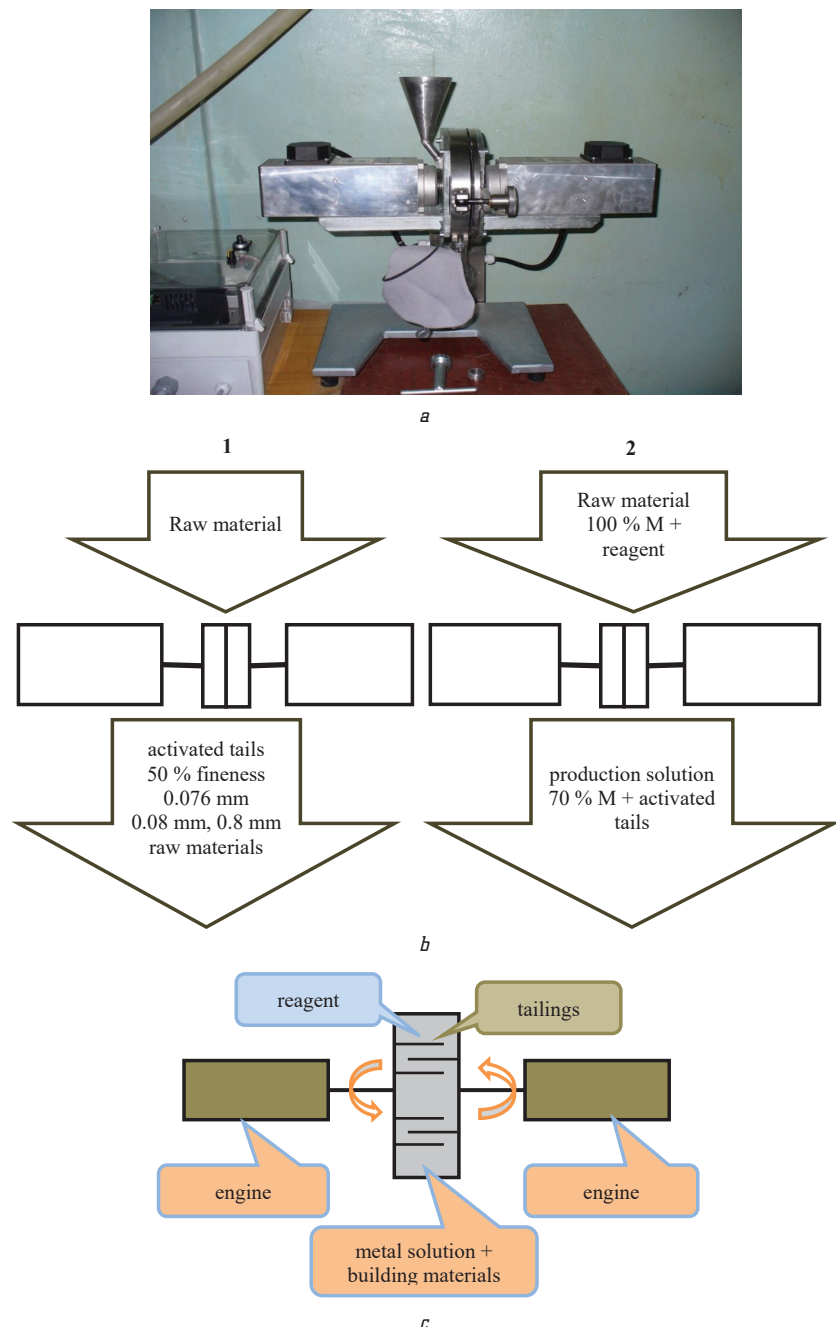 a
1
2
Raw material
Raw material
100 % M +
reagent
activated tails
50 % fineness
0.076 mm
0.08 mm, 0.8 mm
raw materials
production solution
70 % M + activated
tails
b
reagent
tailings
engine
engine
metal solution +
building materials
c